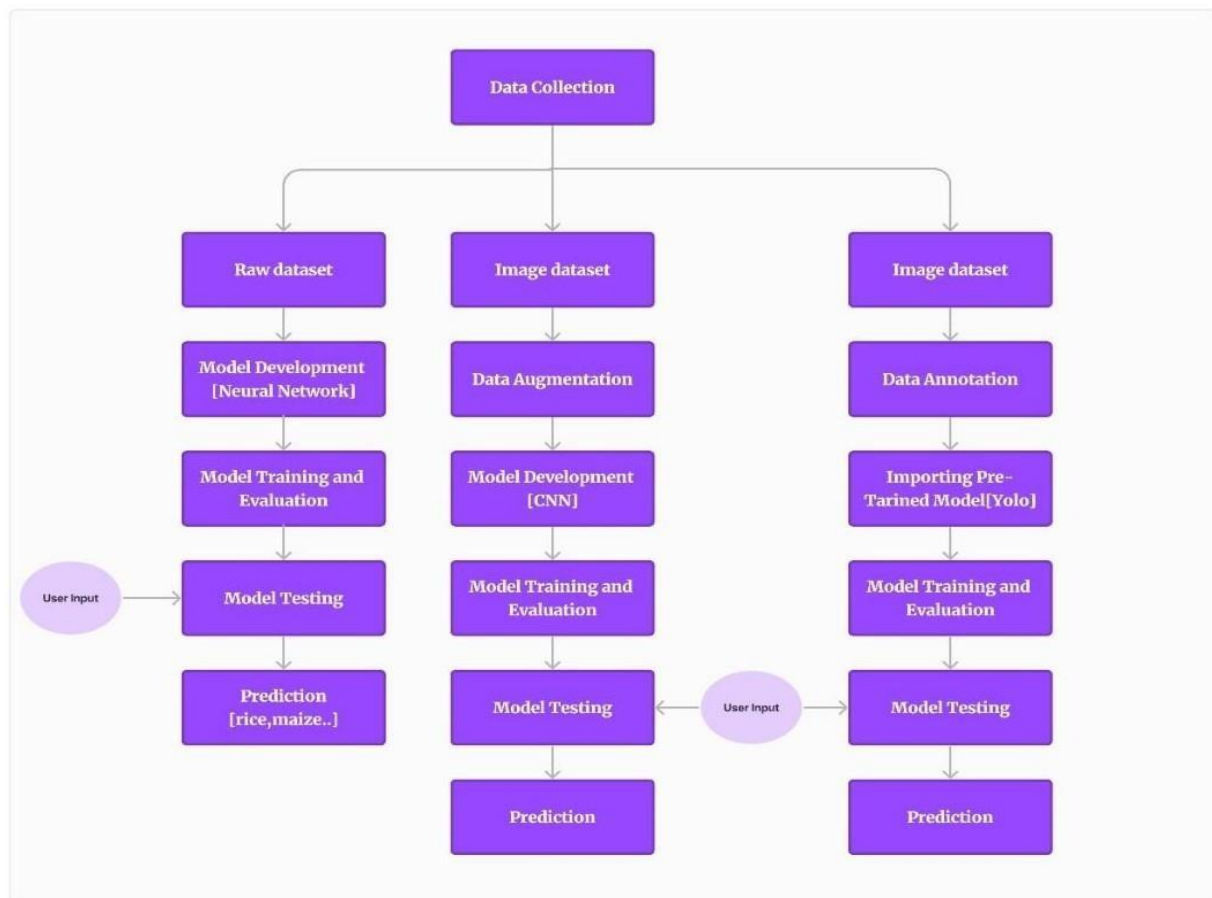 Data Collection
Raw dataset
Image dataset
Image dataset
Model Development
[Neural Network]
Data Augmentation
Data Annotation
Model Training and
Evaluation
Model Development
[CNN]
Importing Pre-
Tarined Model[Yolo]
User Input
Model Testing
Model Training and
Evaluation
Model Training and
Evaluation
Prediction
[rice,maize..]
Model Testing
User Input
Model Testing
Prediction
Prediction